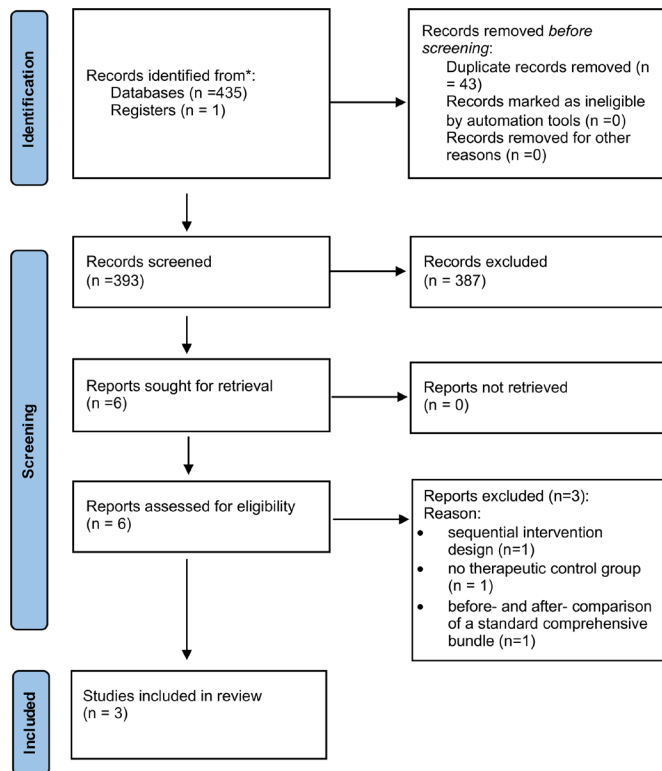 Identification
Records identified from*:
Databases (n =435)
Registers (n = 1)
Records removed before
screening:
Duplicate records removed (n
= 43)
Records marked as ineligible
by automation tools (n =0)
Records removed for other
reasons (n =0)
Screening
Records screened
(n =393)
Records excluded
(n = 387)
Reports sought for retrieval
(n =6)
Reports not retrieved
(n = 0)
Reports assessed for eligibility
(n = 6)
Reports excluded (n=3):
Reason:
• sequential intervention
design (n=1)
• no therapeutic control group
(n = 1)
• before- and after- comparison
of a standard comprehensive
bundle (n=1)
Included
Studies included in review
(n = 3)